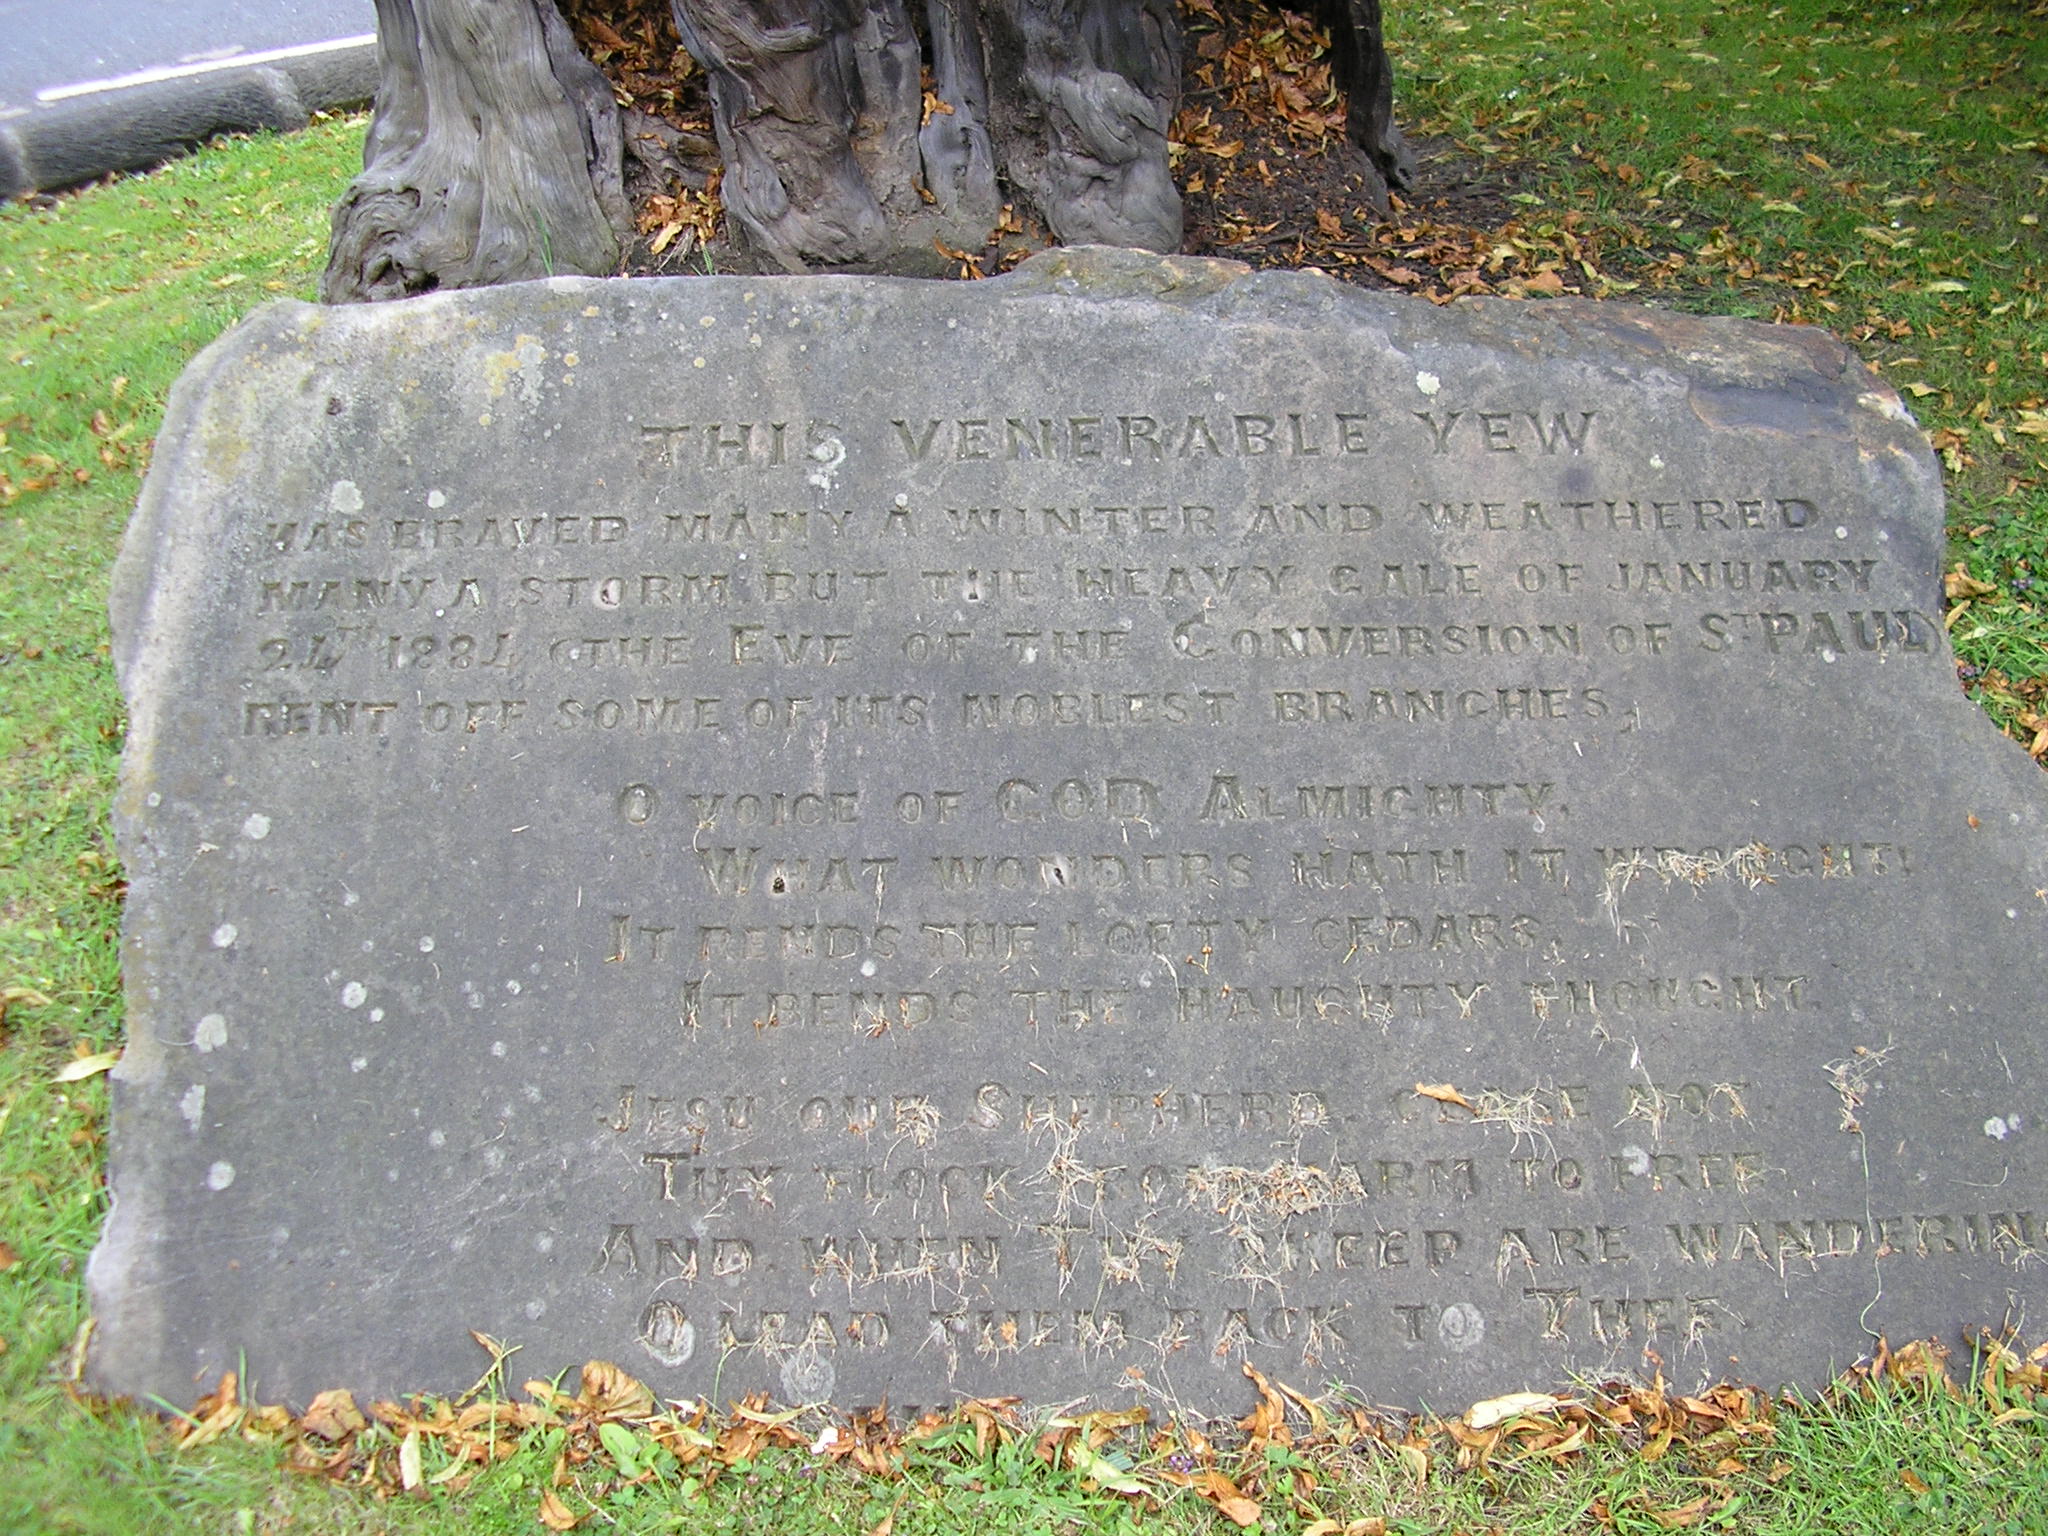 THIS VENERABLE YEW
HAS BRAVED MANY A WINTER AND WEATHERED
MANY A STORM. BUT THE HEAVY GALE OF JANUARY
24TH 1884 (THE EVE OF THE CONVERSION OF ST PAUL)
RENT OFF SOME OF ITS NOBLEST BRANCHES,
O VOICE OF GOD ALMIGHTY,
WHAT WONDERS HATH IT WROUGHT!
IT RENDS THE LOFTY CEDARS,
IT BENDS THE HAUGHTY THOUGHT.
JESU OUR SHEPHERD, CEASE NOT,
THY FLOCK FROM HARM TO FREE
AND, WHEN THY SHEEP ARE WANDERING
O LEAD THEM BACK TO THEE.